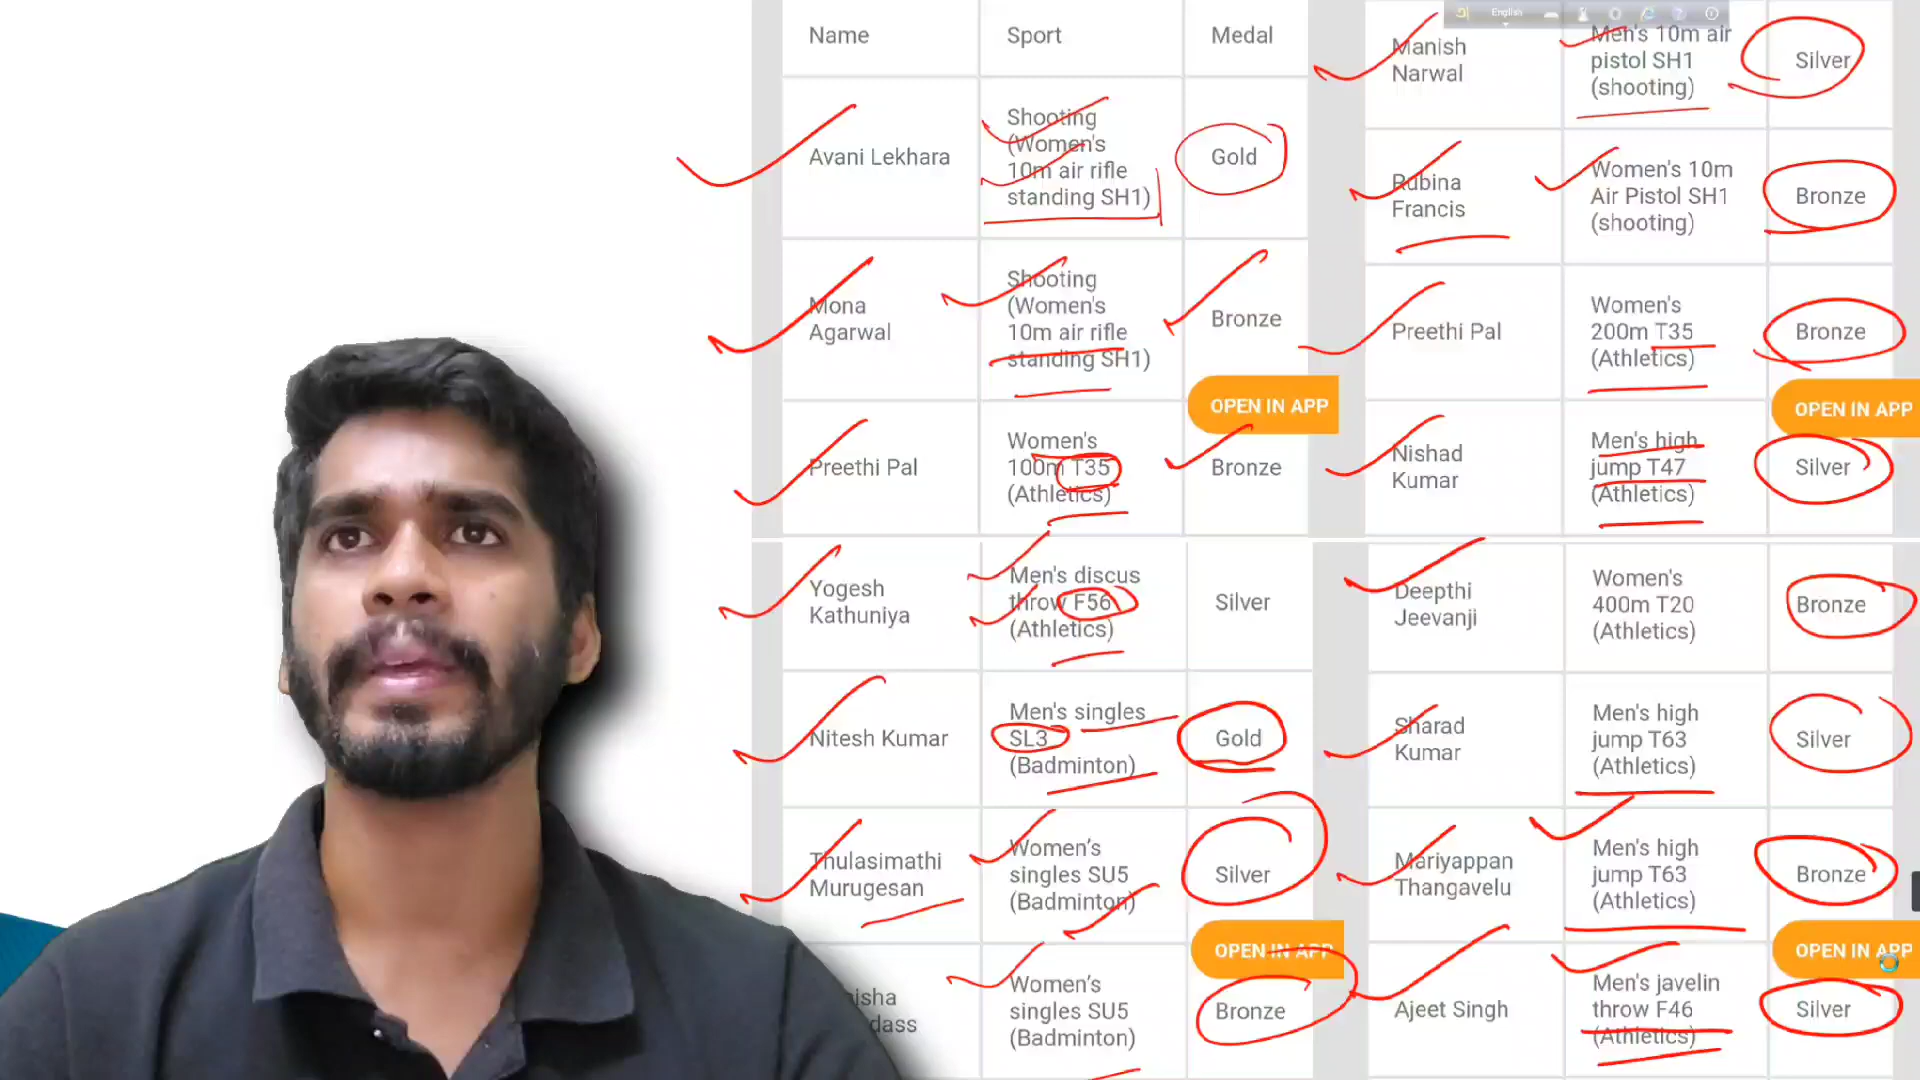 Name Sport Medal
Avani Lekhara
Shooting
(Women's
10m air rifle
standing SH1)
Gold
Mona
Agarwal
Shooting
(Women's
10m air rifle
standing SH1)
Bronze
OPEN IN APP
Preethi Pal
Women's
100m T35
(Athletics)
Bronze
Yogesh
Kathuniya
Men's discus
throw F56
(Athletics)
Silver
Nitesh Kumar
Men's singles
SL3
(Badminton)
Gold
Thulasimathi
Murugesan
Women's
singles SU5
(Badminton)
Silver
OPEN IN APP
isha
dass
Women's
singles SU5
(Badminton)
Bronze
English
Manish
Narwal
Men's 10m air
pistol SH1
(shooting)
Silver
Rubina
Francis
Women's 10m
Air Pistol SH1
(shooting)
Bronze
Preethi Pal
Women's
200m T35
(Athletics)
Bronze
OPEN IN APP
Nishad
Kumar
Men's high
jump T47
(Athletics)
Silver
Deepthi
Jeevanji
Women's
400m T20
(Athletics)
Bronze
Sharad
Kumar
Men's high
jump T63
(Athletics)
Silver
Mariyappan
Thangavelu
Men's high
jump T63
(Athletics)
Bronze
OPEN IN APP
Ajeet Singh
Men's javelin
throw F46
(Athletics)
Silver